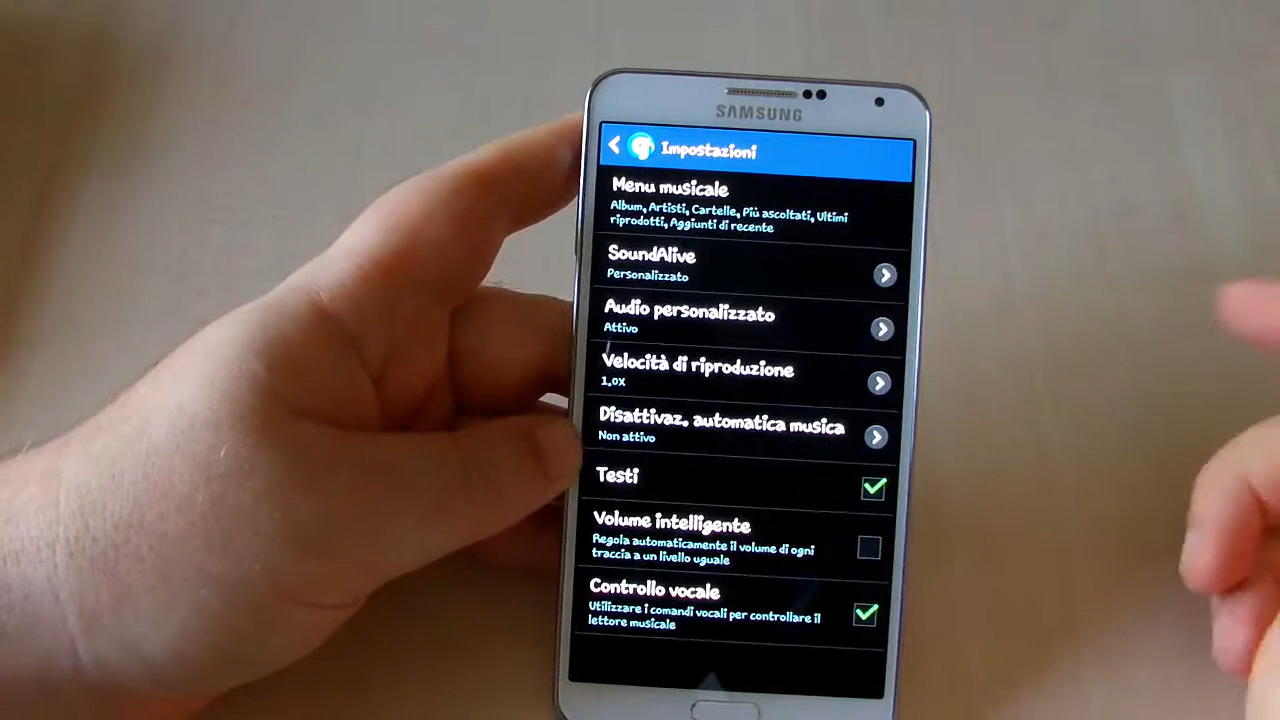 SAMSUNG
Impostazioni
Menu musicale
Album, Artisti, Cartelle, Più ascoltati, Ultimi
riprodotti, Aggiunti di recente
SoundAlive
Personalizzato
Audio personalizzato
Attivo
Velocità di riproduzione
1.0X
Disattivaz. automatica musica
Non attivo
Testi
Volume intelligente
Regola automaticamente il volume di ogni
traccia a un livello uguale
Controllo vocale
Utilizzare i comandi vocali per controllare il
lettore musicale